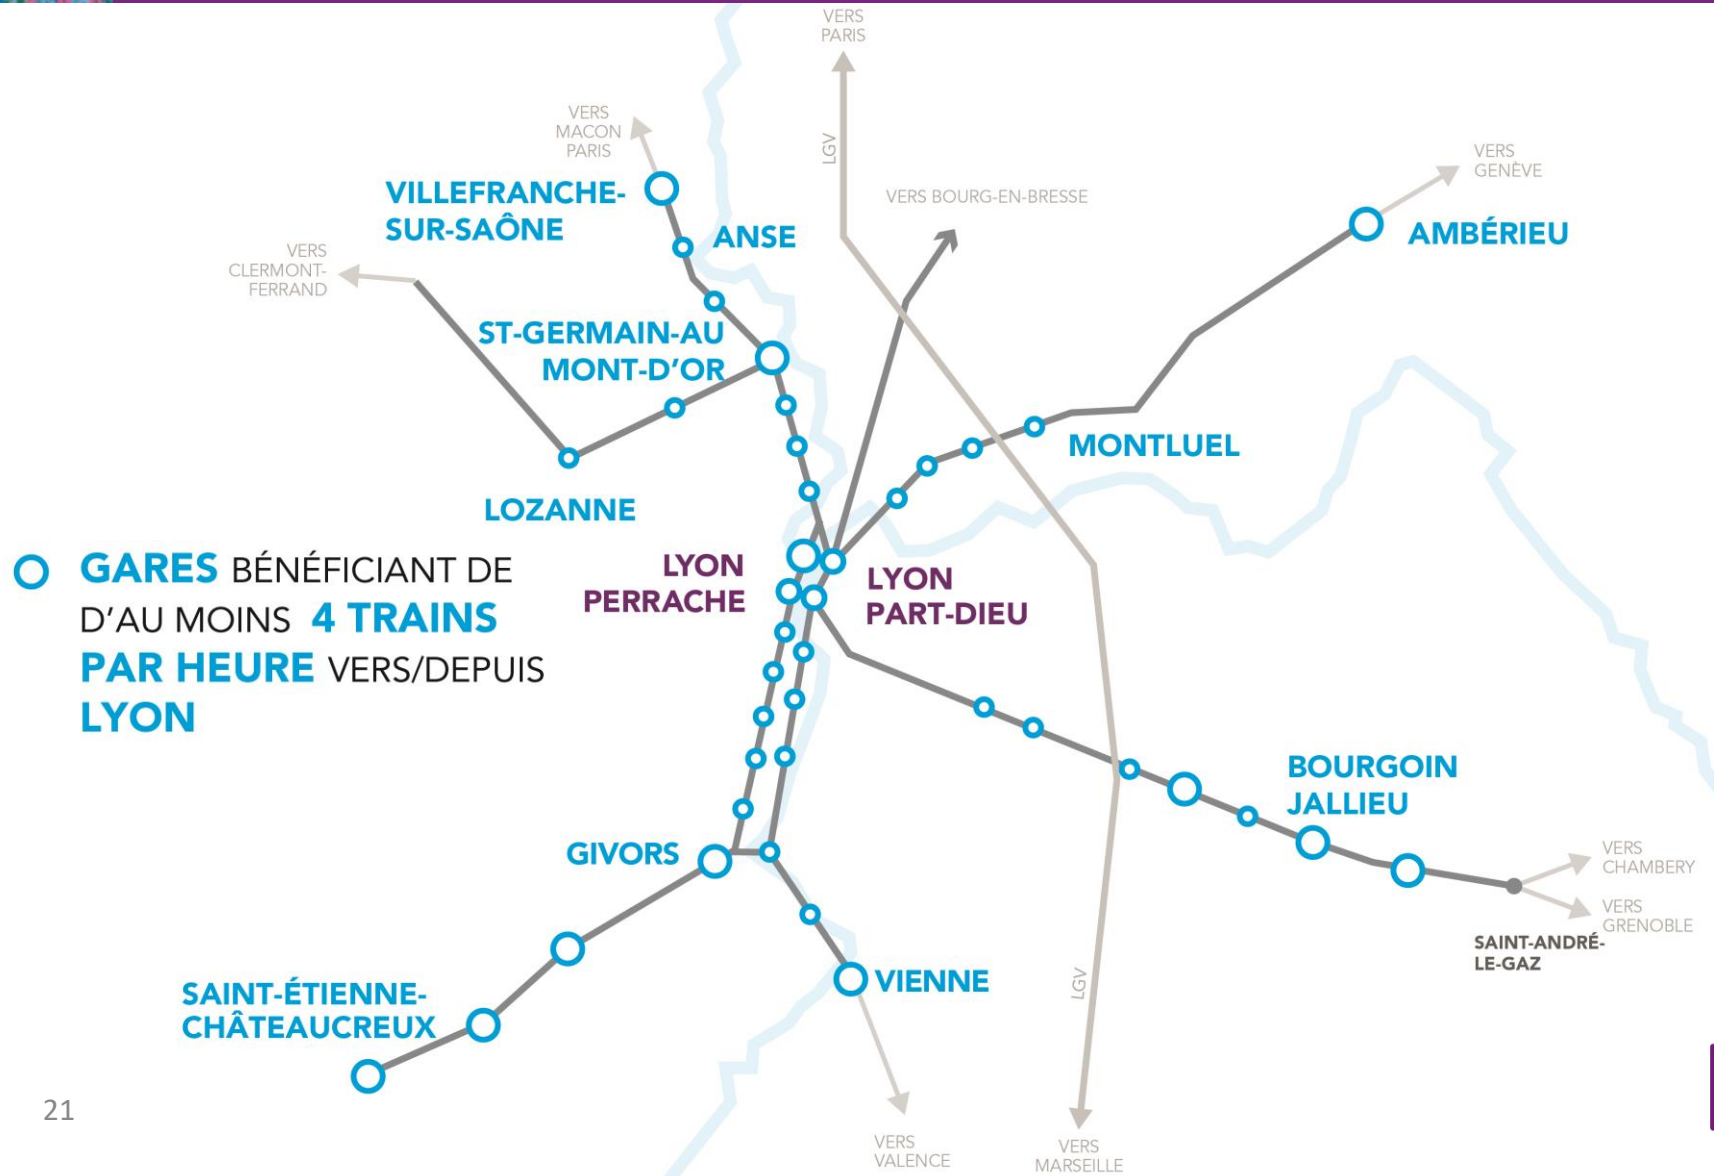 VERS
PARIS
LGV
VERS
MACON
PARIS
VERS BOURG-EN-BRESSE
VERS
GENÈVE
VILLEFRANCHE-
SUR-SAÔNE
ANSE
AMBÉRIEU
VERS
CLERMONT-
FERRAND
ST-GERMAIN-AU
MONT-D'OR
MONTLUEL
LOZANNE
LYON
PERRACHE
LYON
PART-DIEU
GARES BÉNÉFICIANT DE
D'AU MOINS 4 TRAINS
PAR HEURE VERS/DEPUIS
LYON
BOURGOIN
JALLIEU
GIVORS
VERS
CHAMBERY
VERS
GRENOBLE
SAINT-ANDRÉ-
LE-GAZ
LGV
VIENNE
SAINT-ÉTIENNE-
CHÂTEAUCREUX
21
VERS
VALENCE
VERS
MARSEILLE